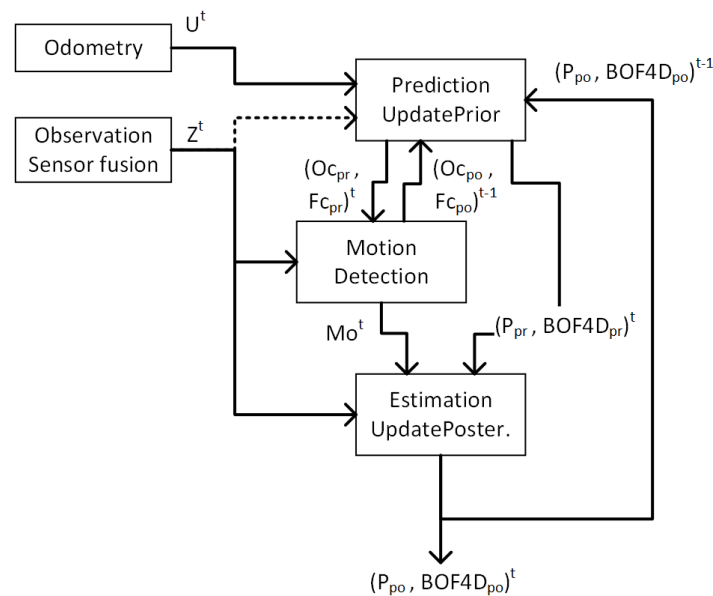 U^t
Odometry
Prediction
UpdatePrior
(P_po , BOF4D_po)^t-1
Observation
Sensor fusion
Z^t
(Oc_pr ,
Fc_pr)^t
(Oc_po ,
Fc_po)^t-1
Motion
Detection
Mo^t
(P_pr , BOF4D_pr)^t
Estimation
UpdatePoster.
(P_po , BOF4D_po)^t